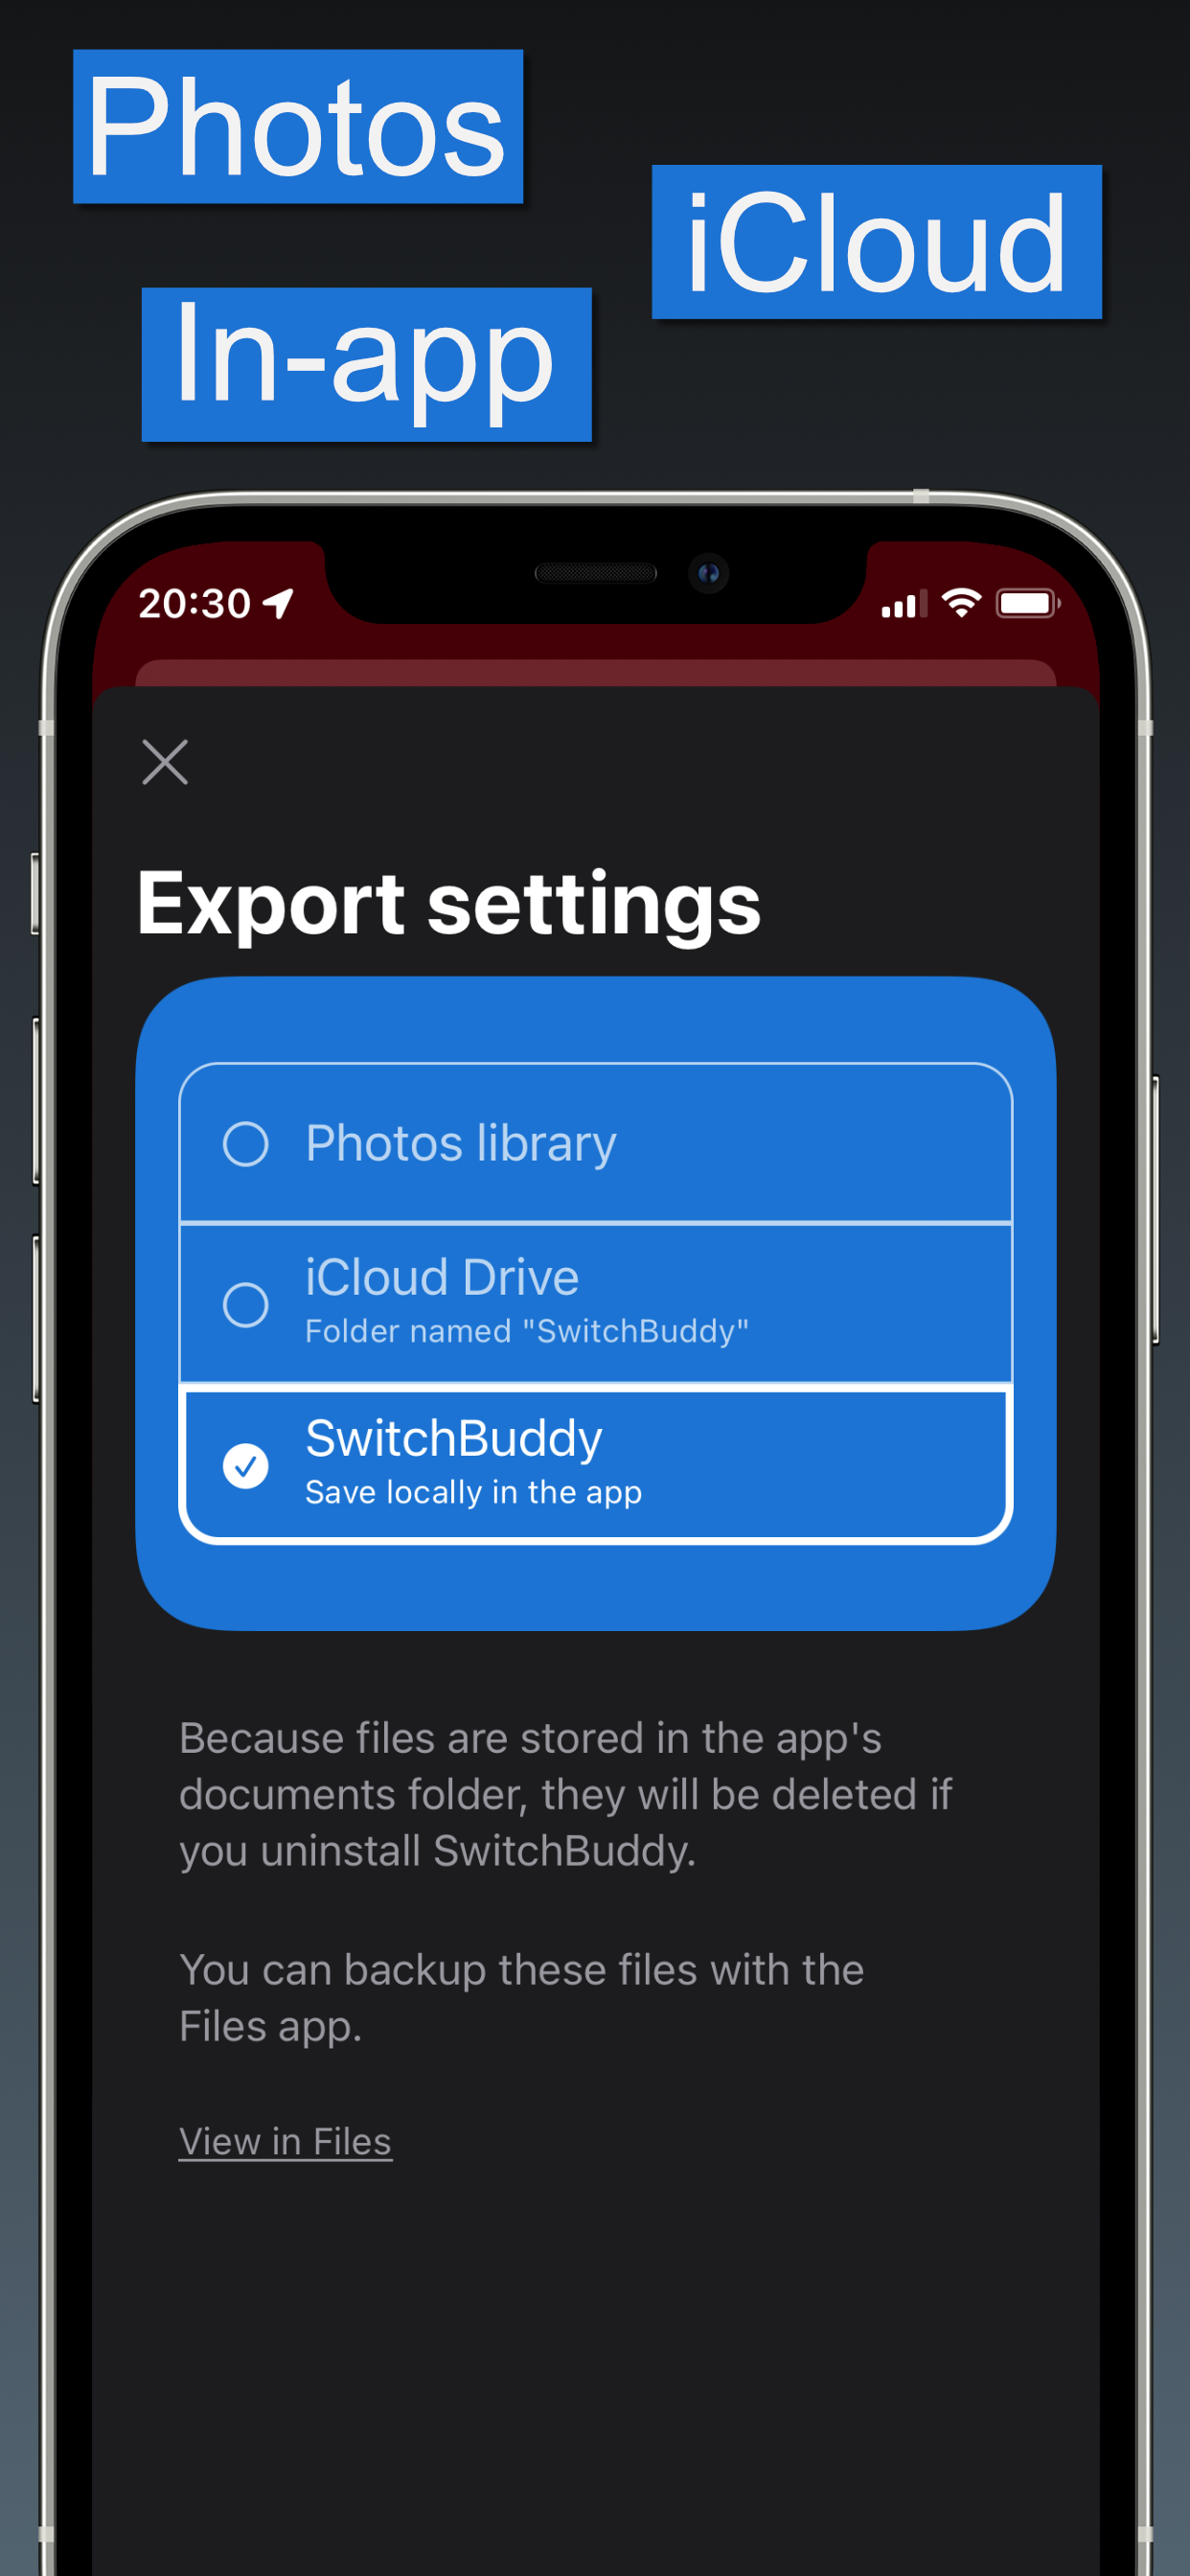 Photos
iCloud
In-app
20:30
Export settings
Photos library
iCloud Drive
Folder named "SwitchBuddy"
SwitchBuddy
Save locally in the app
Because files are stored in the app's
documents folder, they will be deleted if
you uninstall SwitchBuddy.
You can backup these files with the
Files app.
View in Files